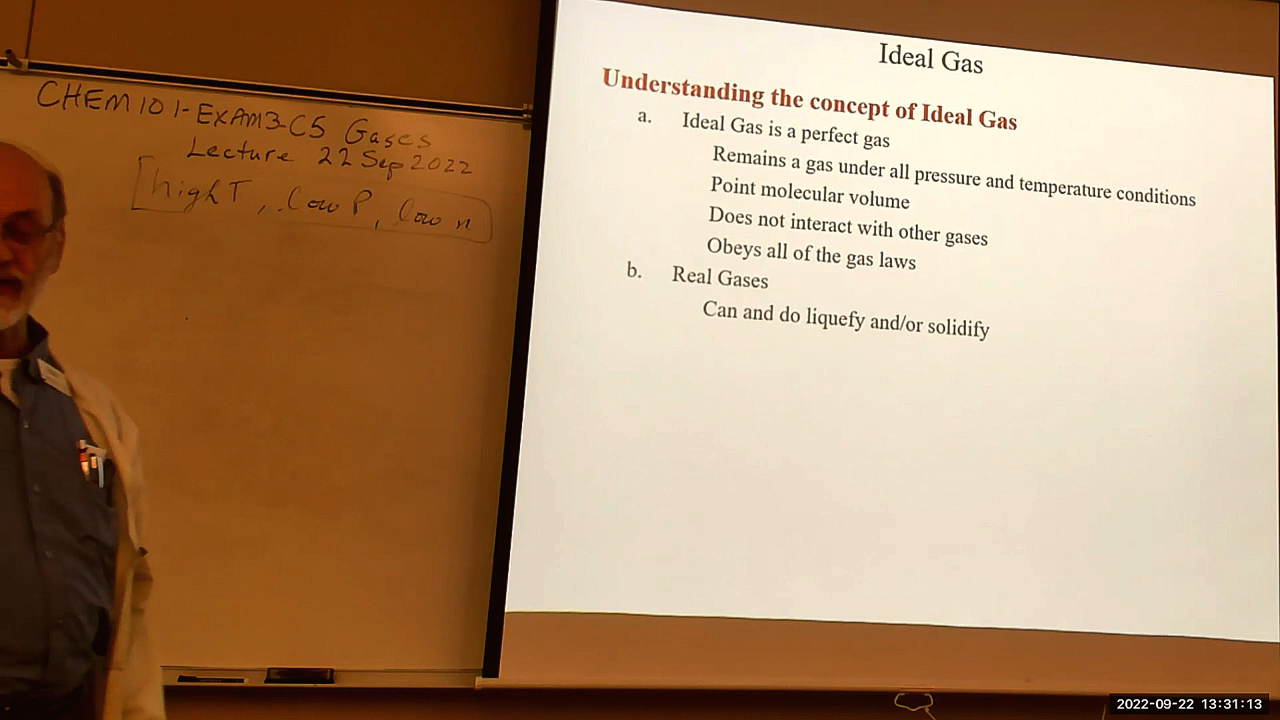 CHEM 101-EXAM3-C5 Gases
Lecture 22 Sep 2022
high T, low P, low n
Ideal Gas
Understanding the concept of Ideal Gas
a. Ideal Gas is a perfect gas
Remains a gas under all pressure and temperature conditions
Point molecular volume
Does not interact with other gases
Obeys all of the gas laws
b. Real Gases
Can and do liquefy and/or solidify
2022-09-22 13:31:13